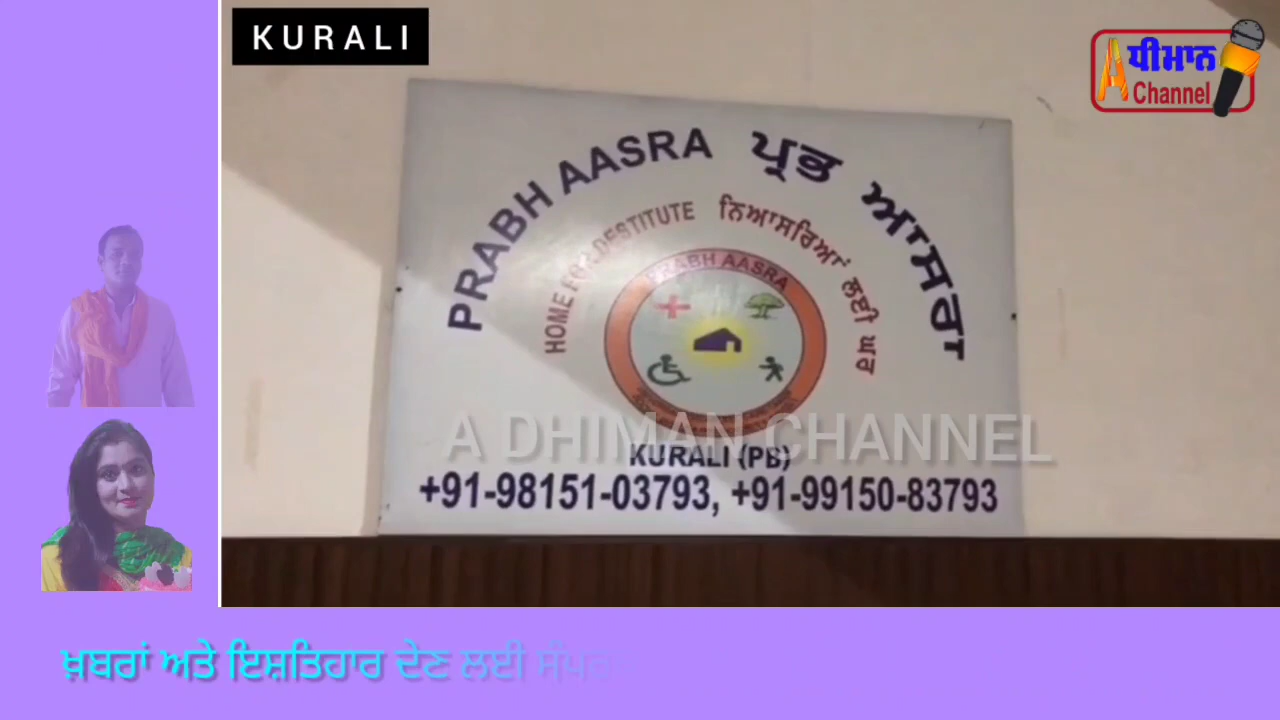 KURALI
A ਧੀਮਾਨ
Channel
PRABH AASRA ਪ੍ਰਭ ਆਸਰਾ
HOME FOR DESTITUTE ਨਿਆਸਰਿਆਂ ਲਈ ਘਰ
PRABH AASRA
A DHIMAN CHANNEL
KURALI (PB)
+91-98151-03793, +91-99150-83793
ਖ਼ਬਰਾਂ ਅਤੇ ਇਸ਼ਤਿਹਾਰ ਦੇਣ ਲਈ